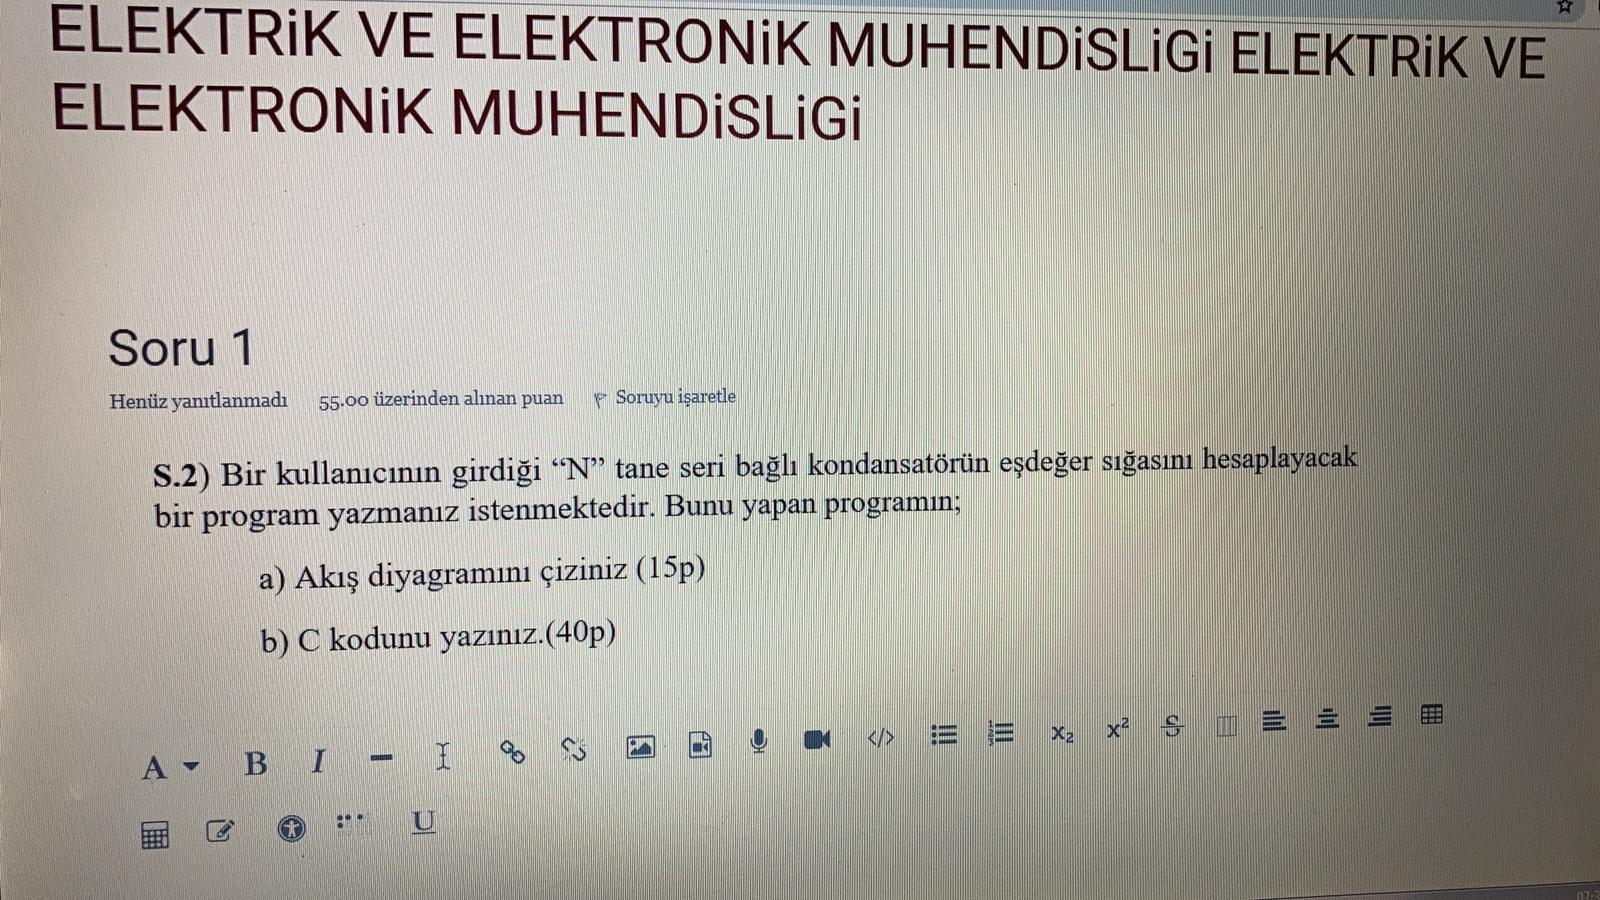 ELEKTRiK VE ELEKTRONiK MUHENDiSLiGi ELEKTRiK VE
ELEKTRONiK MUHENDiSLiGi
Soru 1
Henüz yanıtlanmadı 55.00 üzerinden alınan puan Soruyu işaretle
S.2) Bir kullanıcının girdiği “N” tane seri bağlı kondansatörün eşdeğer sığasını hesaplayacak
bir program yazmanız istenmektedir. Bunu yapan programın;
a) Akış diyagramını çiziniz (15p)
b) C kodunu yazınız.(40p)
A B I </> X₂ X² S
U